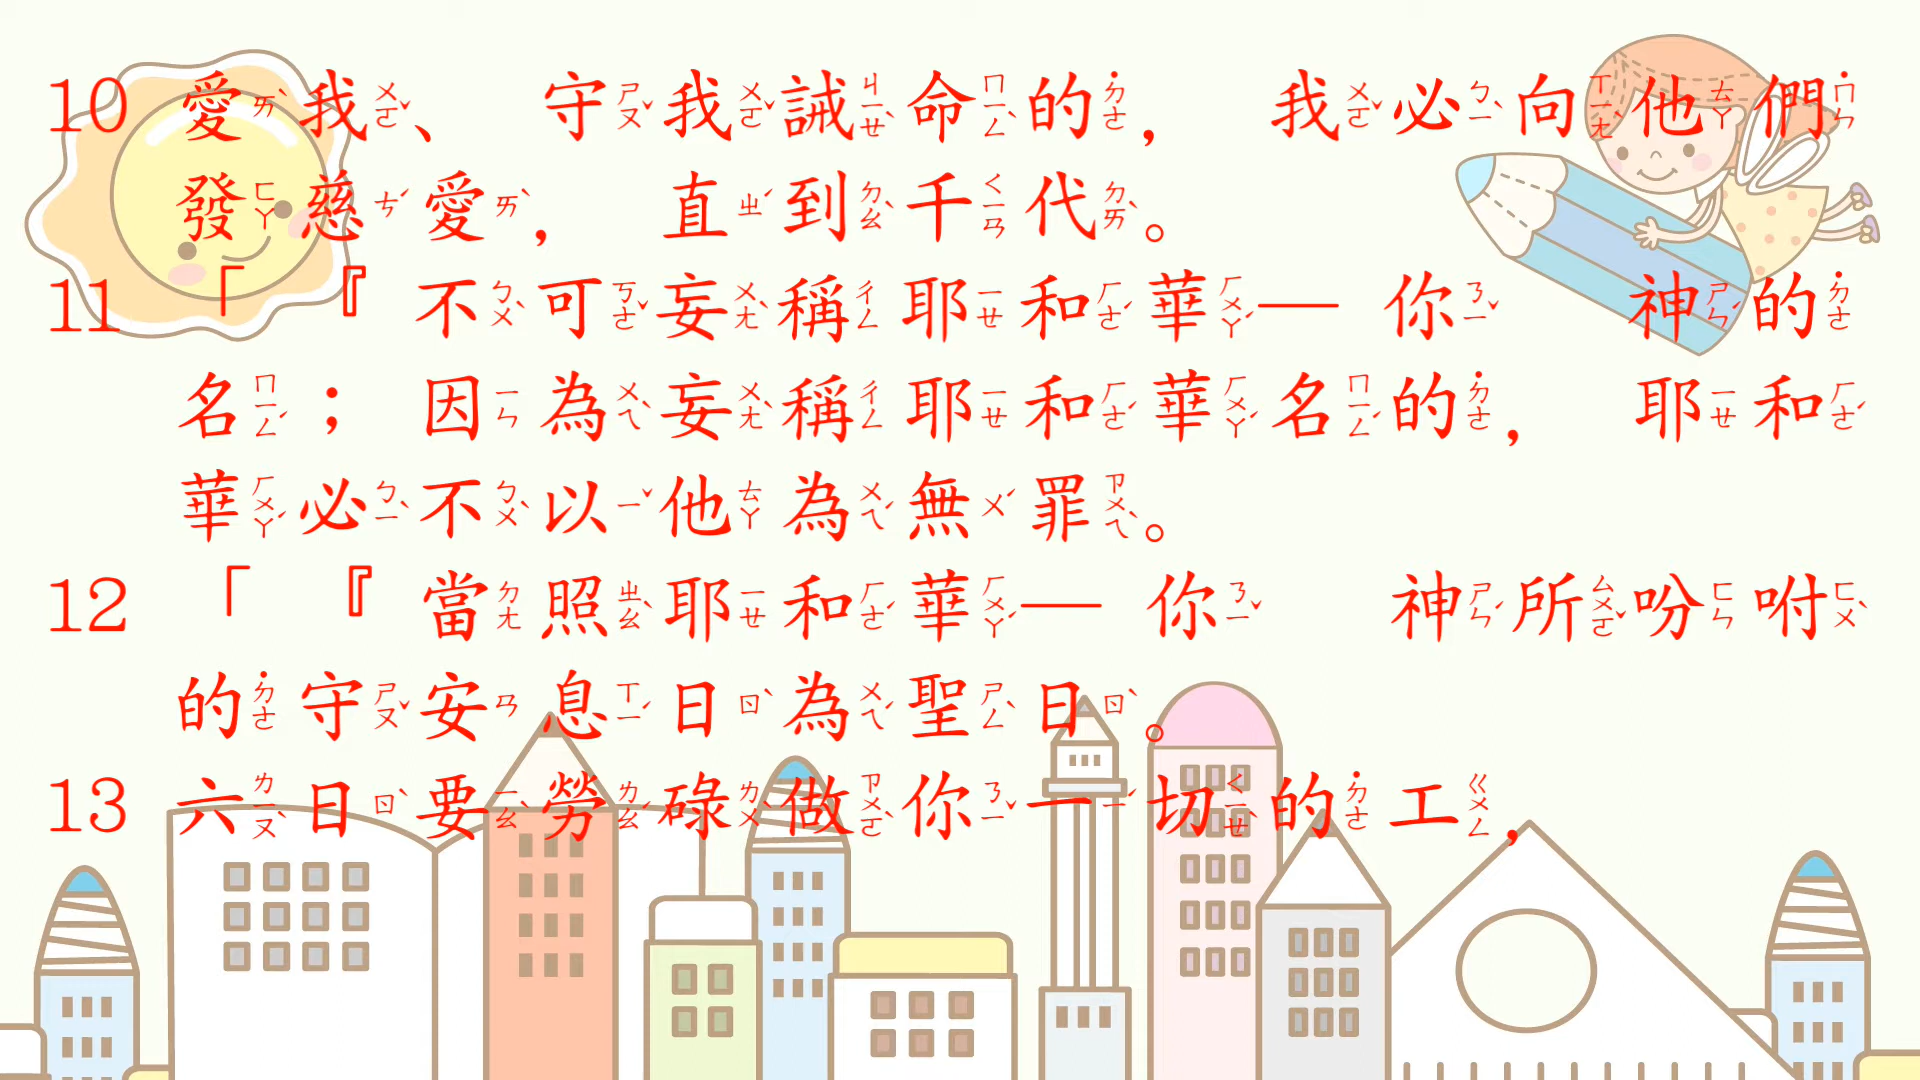 10 愛我、 守我誡命的， 我必向他們
發慈愛， 直到千代。
11 「 『不可妄稱耶和華— 你 神的
名； 因為妄稱耶和華名的， 耶和
華必不以他為無罪。
12 「 『當照耶和華— 你 神所吩咐
的守安息日為聖日。
13 六日要勞碌做你一切的工，